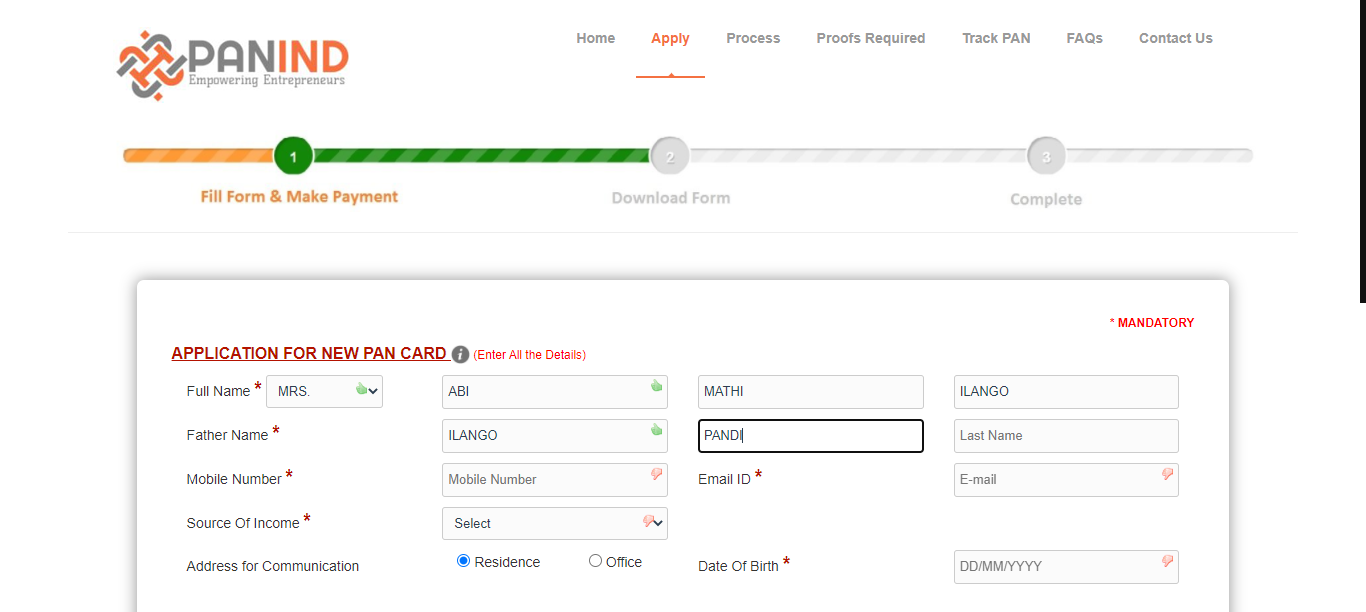 PANIND
Empowering Entrepreneurs
Home Apply Process Proofs Required Track PAN FAQs Contact Us
1 2 3
Fill Form & Make Payment Download Form Complete
* MANDATORY
APPLICATION FOR NEW PAN CARD i (Enter All the Details)
Full Name * MRS. ABI MATHI ILANGO
Father Name * ILANGO PANDI Last Name
Mobile Number * Mobile Number Email ID * E-mail
Source Of Income * Select
Address for Communication Residence Office Date Of Birth * DD/MM/YYYY